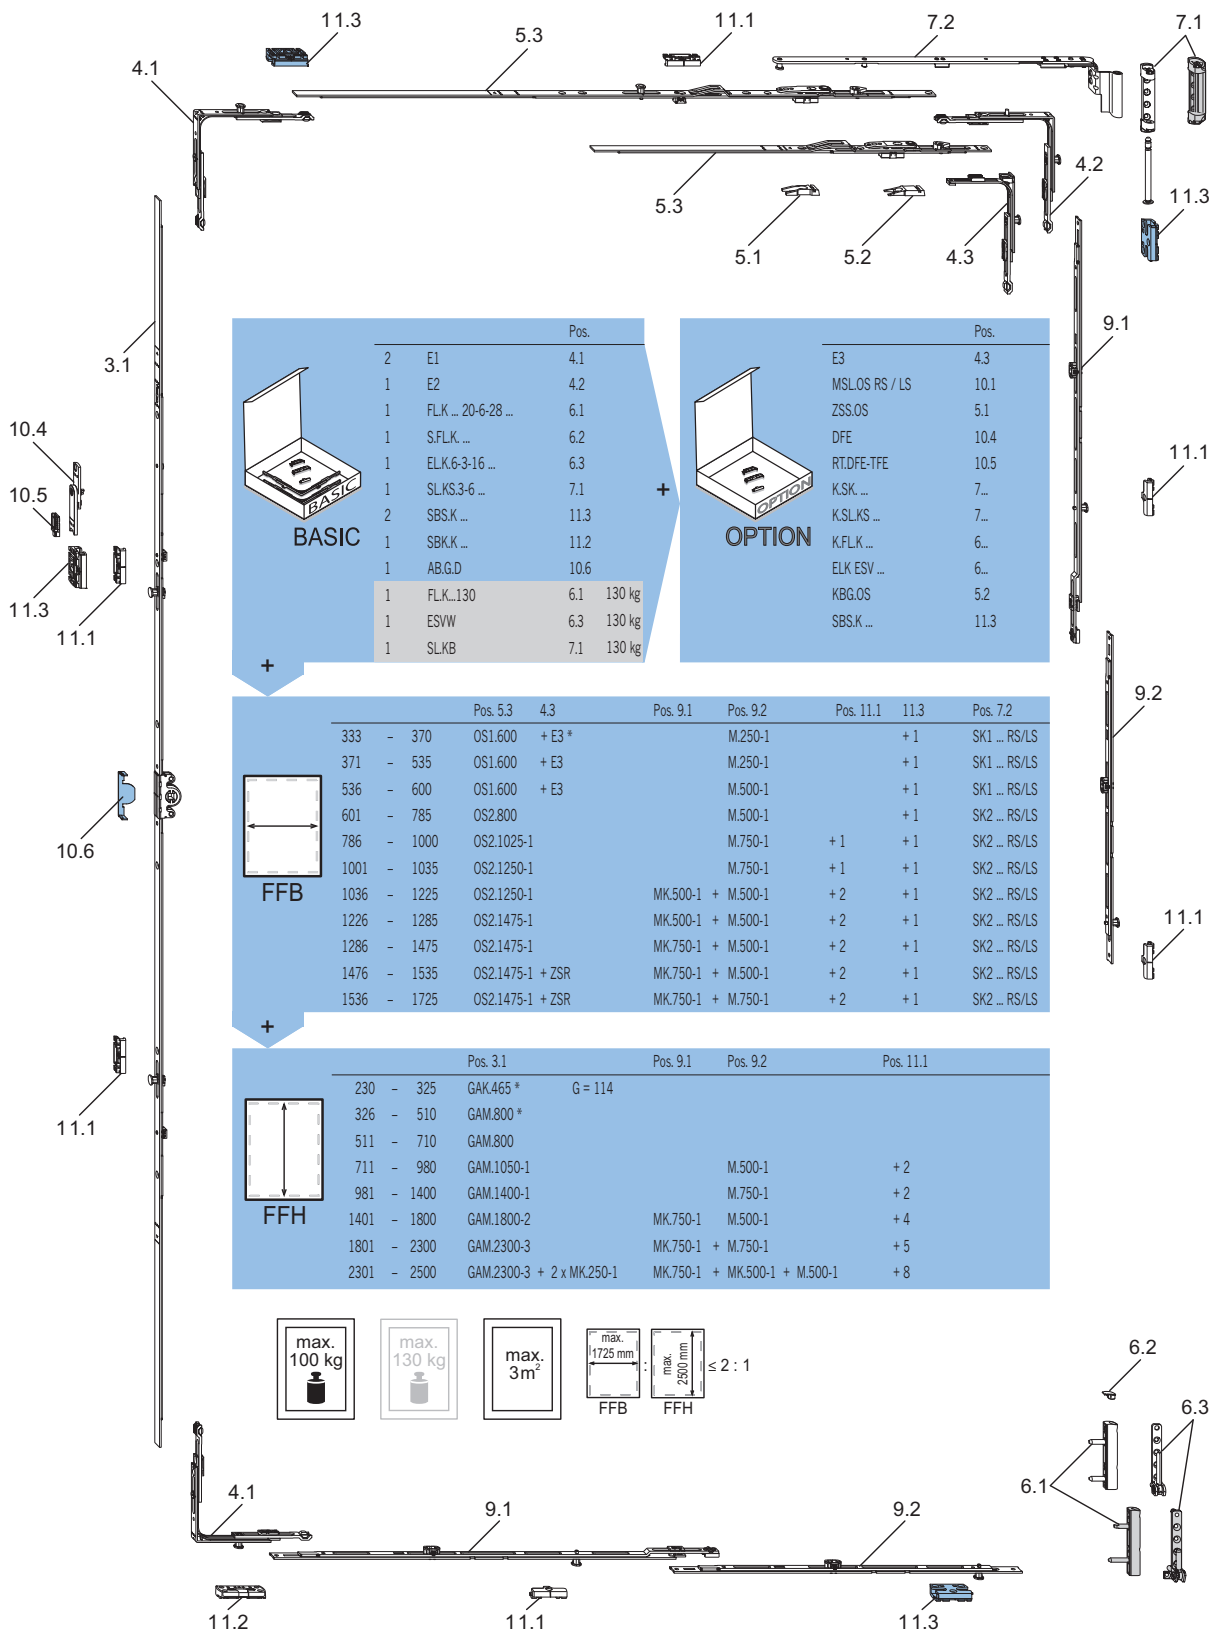 11.3
5.3
11.1
7.2
7.1
4.1
5.3
4.2
11.3
5.1
5.2
4.3
3.1
9.1
10.4
10.5
11.3
11.1
11.1
9.2
10.6
11.1
11.1
Pos.
2 E1 4.1
1 E2 4.2
1 FL.K ... 20-6-28 ... 6.1
1 S.FL.K. ... 6.2
1 EL.K.6-3-16 ... 6.3
1 SL.KS.3-6 ... 7.1
2 SBS.K ... 11.3
1 SBK.K ... 11.2
1 AB.G.D 10.6
1 FL.K...130 6.1 130 kg
1 ESVW 6.3 130 kg
1 SL.KB 7.1 130 kg
BASIC
BASIC
+
+
Pos.
E3 4.3
MSL.OS RS / LS 10.1
ZSS.OS 5.1
DFE 10.4
RT.DFE-TFE 10.5
K.SK. ... 7...
K.SL.KS ... 7...
K.FL.K ... 6...
ELK ESV ... 6...
KBG.OS 5.2
SBS.K ... 11.3
OPTION
OPTION
Pos. 5.3 4.3 Pos. 9.1 Pos. 9.2 Pos. 11.1 11.3 Pos. 7.2
333 – 370 OS1.600 + E3 * M.250-1 + 1 SK1 ... RS/LS
371 – 535 OS1.600 + E3 M.250-1 + 1 SK1 ... RS/LS
536 – 600 OS1.600 + E3 M.500-1 + 1 SK1 ... RS/LS
601 – 785 OS2.800 M.500-1 + 1 SK2 ... RS/LS
786 – 1000 OS2.1025-1 M.750-1 + 1 + 1 SK2 ... RS/LS
1001 – 1035 OS2.1250-1 M.750-1 + 1 + 1 SK2 ... RS/LS
1036 – 1225 OS2.1250-1 MK.500-1 + M.500-1 + 2 + 1 SK2 ... RS/LS
1226 – 1285 OS2.1475-1 MK.500-1 + M.500-1 + 2 + 1 SK2 ... RS/LS
1286 – 1475 OS2.1475-1 MK.750-1 + M.500-1 + 2 + 1 SK2 ... RS/LS
1476 – 1535 OS2.1475-1 + ZSR MK.750-1 + M.500-1 + 2 + 1 SK2 ... RS/LS
1536 – 1725 OS2.1475-1 + ZSR MK.750-1 + M.750-1 + 2 + 1 SK2 ... RS/LS
FFB
+
Pos. 3.1 Pos. 9.1 Pos. 9.2 Pos. 11.1
230 – 325 GAK.465 * G = 114
326 – 510 GAM.800 *
511 – 710 GAM.800
711 – 980 GAM.1050-1 M.500-1 + 2
981 – 1400 GAM.1400-1 M.750-1 + 2
1401 – 1800 GAM.1800-2 MK.750-1 M.500-1 + 4
1801 – 2300 GAM.2300-3 MK.750-1 + M.750-1 + 5
2301 – 2500 GAM.2300-3 + 2 x MK.250-1 MK.750-1 + MK.500-1 + M.500-1 + 8
FFH
max.
100 kg
max.
130 kg
max.
3m²
max.
1725 mm
FFB
:
max.
2500 mm
FFH
≤ 2 : 1
6.2
6.3
6.1
4.1
9.1
9.2
11.2
11.1
11.3